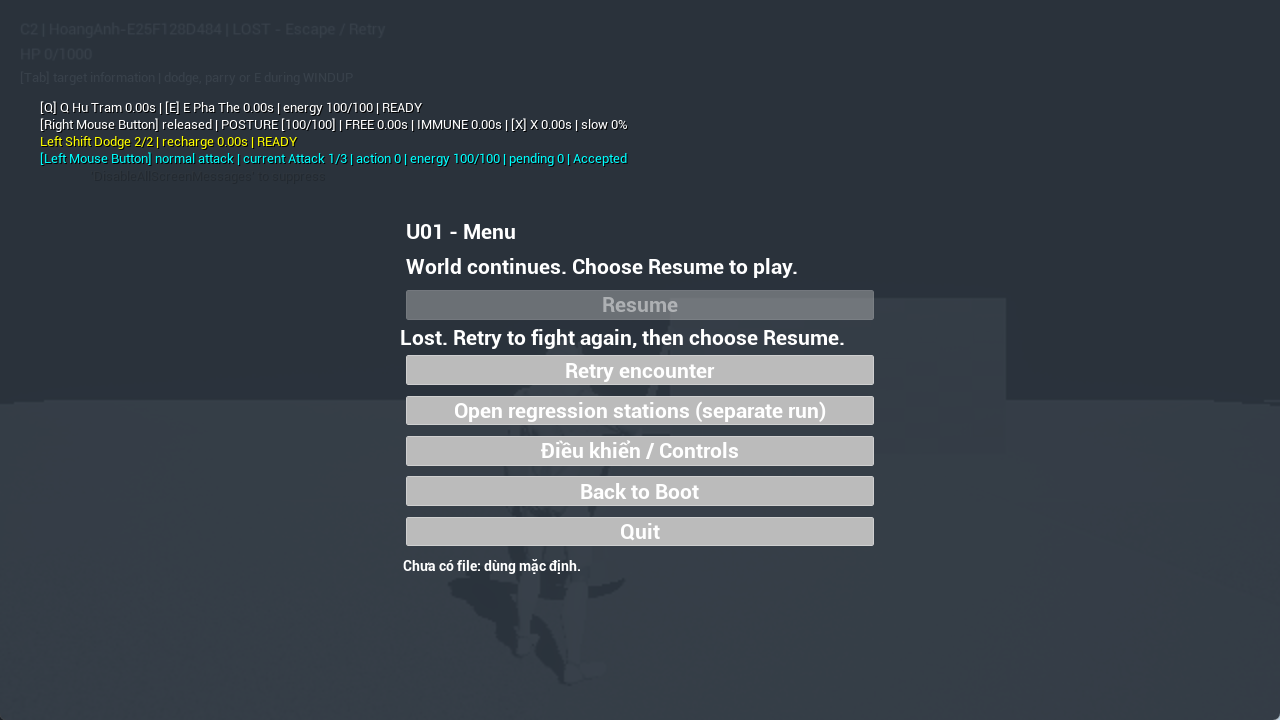 C2 | HoangAnh-E25F128D484 | LOST - Escape / Retry
HP 0/1000
[Tab] target information | dodge, parry or E during WINDUP
[Q] Q Hu Tram 0.00s | [E] E Pha The 0.00s | energy 100/100 | READY
[Right Mouse Button] released | POSTURE [100/100] | FREE 0.00s | IMMUNE 0.00s | [X] X 0.00s | slow 0%
Left Shift Dodge 2/2 | recharge 0.00s | READY
[Left Mouse Button] normal attack | current Attack 1/3 | action 0 | energy 100/100 | pending 0 | Accepted
'DisableAllScreenMessages' to suppress
U01 - Menu
World continues. Choose Resume to play.
Resume
Lost. Retry to fight again, then choose Resume.
Retry encounter
Open regression stations (separate run)
Điều khiển / Controls
Back to Boot
Quit
Chưa có file: dùng mặc định.